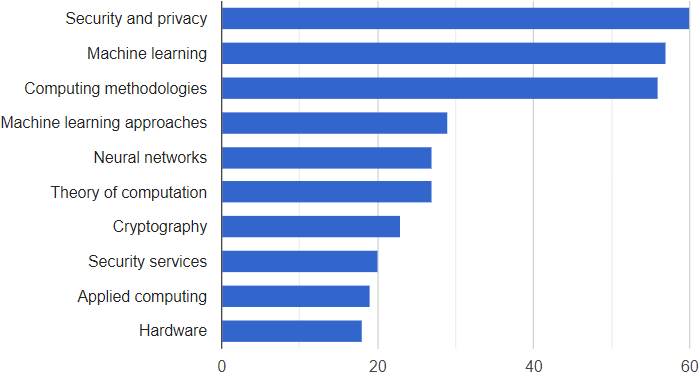 Security and privacy
Machine learning
Computing methodologies
Machine learning approaches
Neural networks
Theory of computation
Cryptography
Security services
Applied computing
Hardware
0 20 40 60